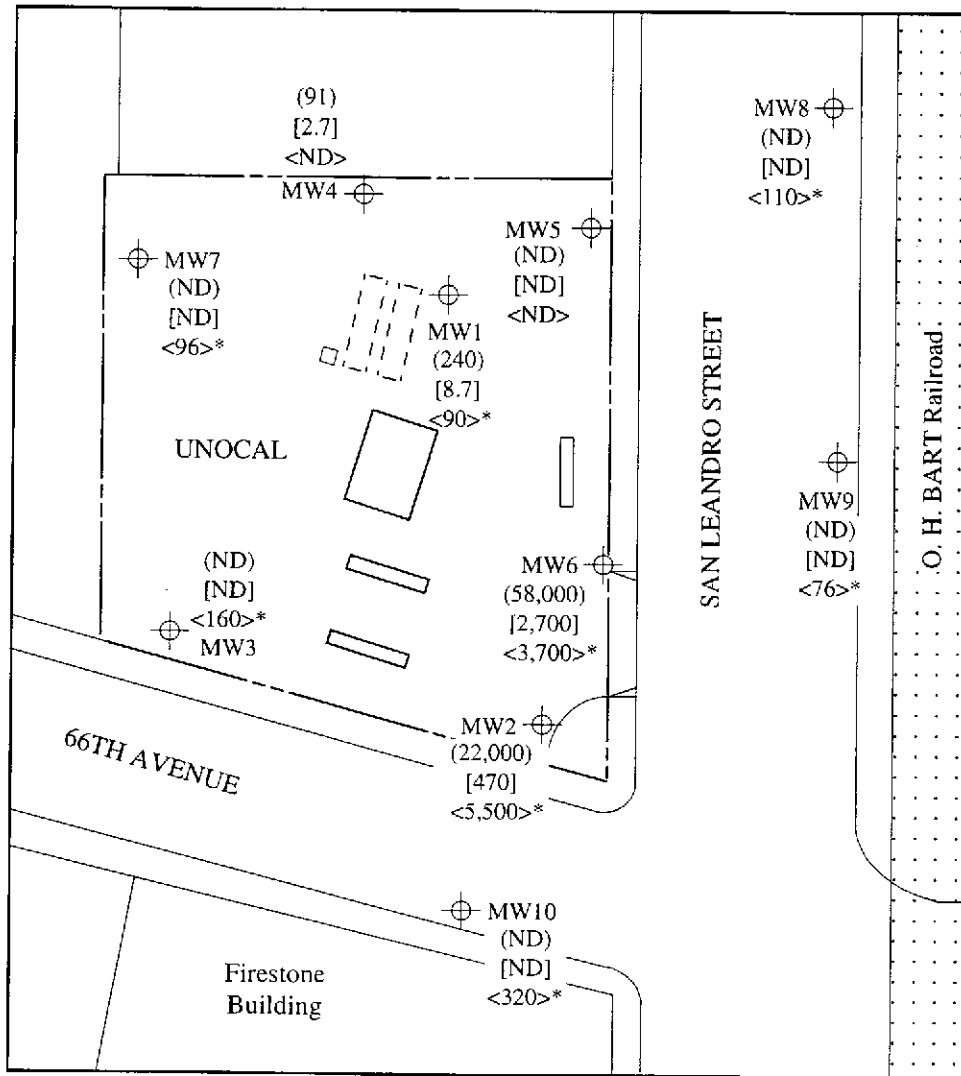 (91)
[2.7]
<ND>
MW4
MW8
(ND)
[ND]
<110>*
MW5
(ND)
[ND]
<ND>
MW7
(ND)
[ND]
<96>*
MW1
(240)
[8.7]
<90>*
UNOCAL
SAN LEANDRO STREET
O. H. BART Railroad
MW9
(ND)
[ND]
<76>*
(ND)
[ND]
<160>*
MW3
MW6
(58,000)
[2,700]
<3,700>*
MW2
(22,000)
[470]
<5,500>*
66TH AVENUE
MW10
(ND)
[ND]
<320>*
Firestone
Building